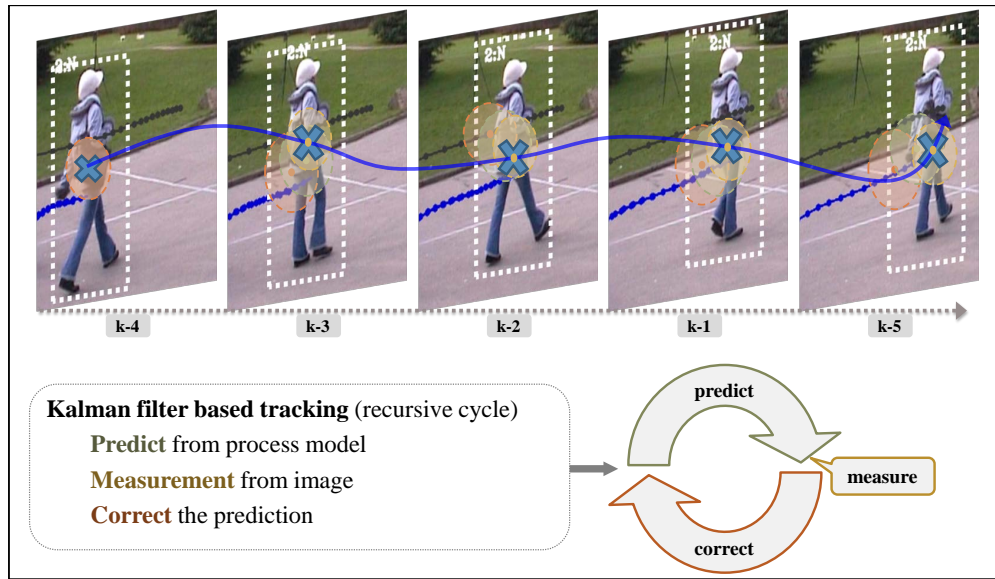 2:N
2:N
2:N
2:N
2:N
k-4
k-3
k-2
k-1
k-5
Kalman filter based tracking (recursive cycle)
Predict from process model
Measurement from image
Correct the prediction
predict
measure
correct